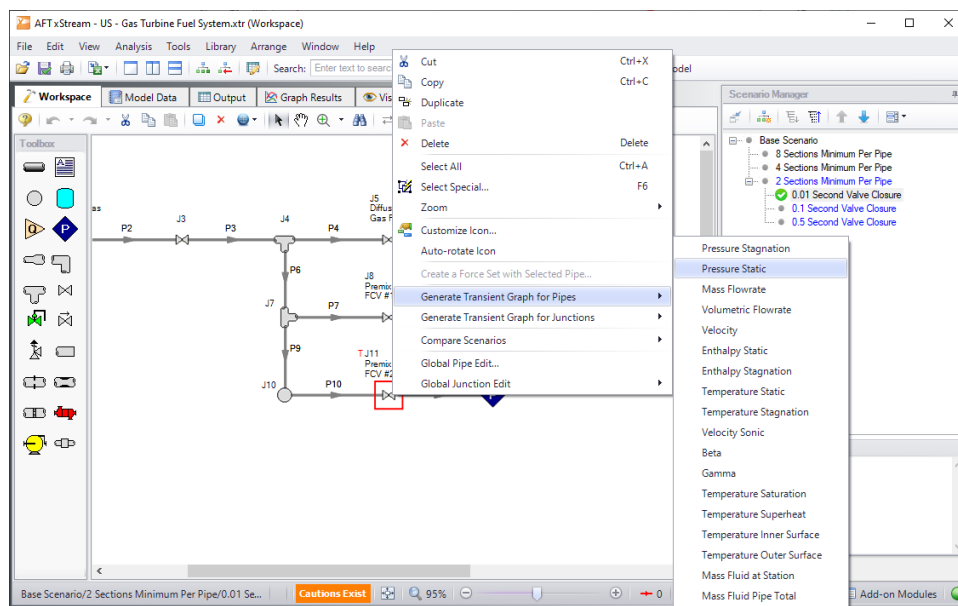 AFT xStream - US - Gas Turbine Fuel System.xtr (Workspace)
File Edit View Analysis Tools Library Arrange Window Help
Search: Enter text to searc
odel
Workspace Model Data Output Graph Results Vis
Toolbox
as
P2
J3
P3
J4
P4
J5
Diffus
Gas F
P6
J7
P7
J8
Premix
FCV #1
P9
J10
P10
T J11
Premix
FCV #2
P
Cut Ctrl+X
Copy Ctrl+C
Duplicate
Paste
Delete Delete
Select All Ctrl+A
Select Special... F6
Zoom
Customize Icon...
Auto-rotate Icon
Create a Force Set with Selected Pipe...
Generate Transient Graph for Pipes
Generate Transient Graph for Junctions
Compare Scenarios
Global Pipe Edit...
Global Junction Edit
Pressure Stagnation
Pressure Static
Mass Flowrate
Volumetric Flowrate
Velocity
Enthalpy Static
Enthalpy Stagnation
Temperature Static
Temperature Stagnation
Velocity Sonic
Beta
Gamma
Temperature Saturation
Temperature Superheat
Temperature Inner Surface
Temperature Outer Surface
Mass Fluid at Station
Mass Fluid Pipe Total
Scenario Manager
Base Scenario
8 Sections Minimum Per Pipe
4 Sections Minimum Per Pipe
2 Sections Minimum Per Pipe
0.01 Second Valve Closure
0.1 Second Valve Closure
0.5 Second Valve Closure
Base Scenario/2 Sections Minimum Per Pipe/0.01 Se...
Cautions Exist
95%
0
Add-on Modules